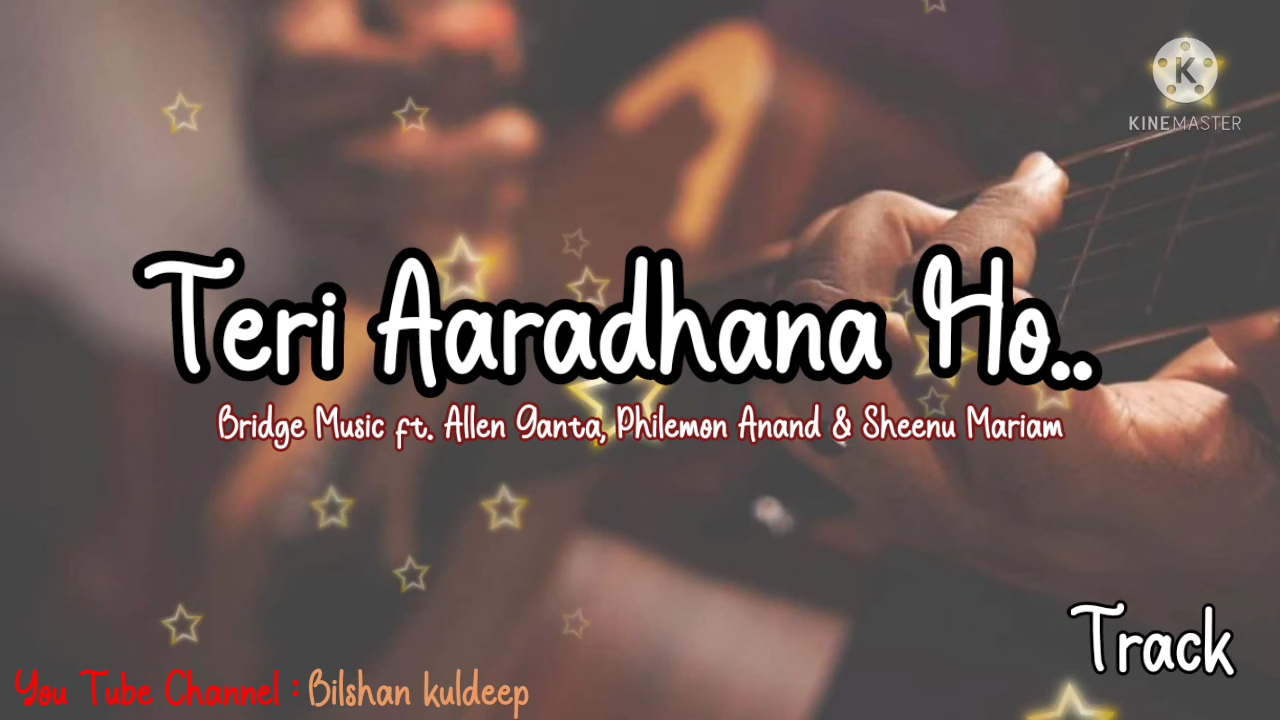 K
KINEMASTER
Teri Aaradhana Ho..
Bridge Music ft. Allen Ganta, Philemon Anand & Sheenu Mariam
Track
You Tube Channel : Bilshan kuldeep